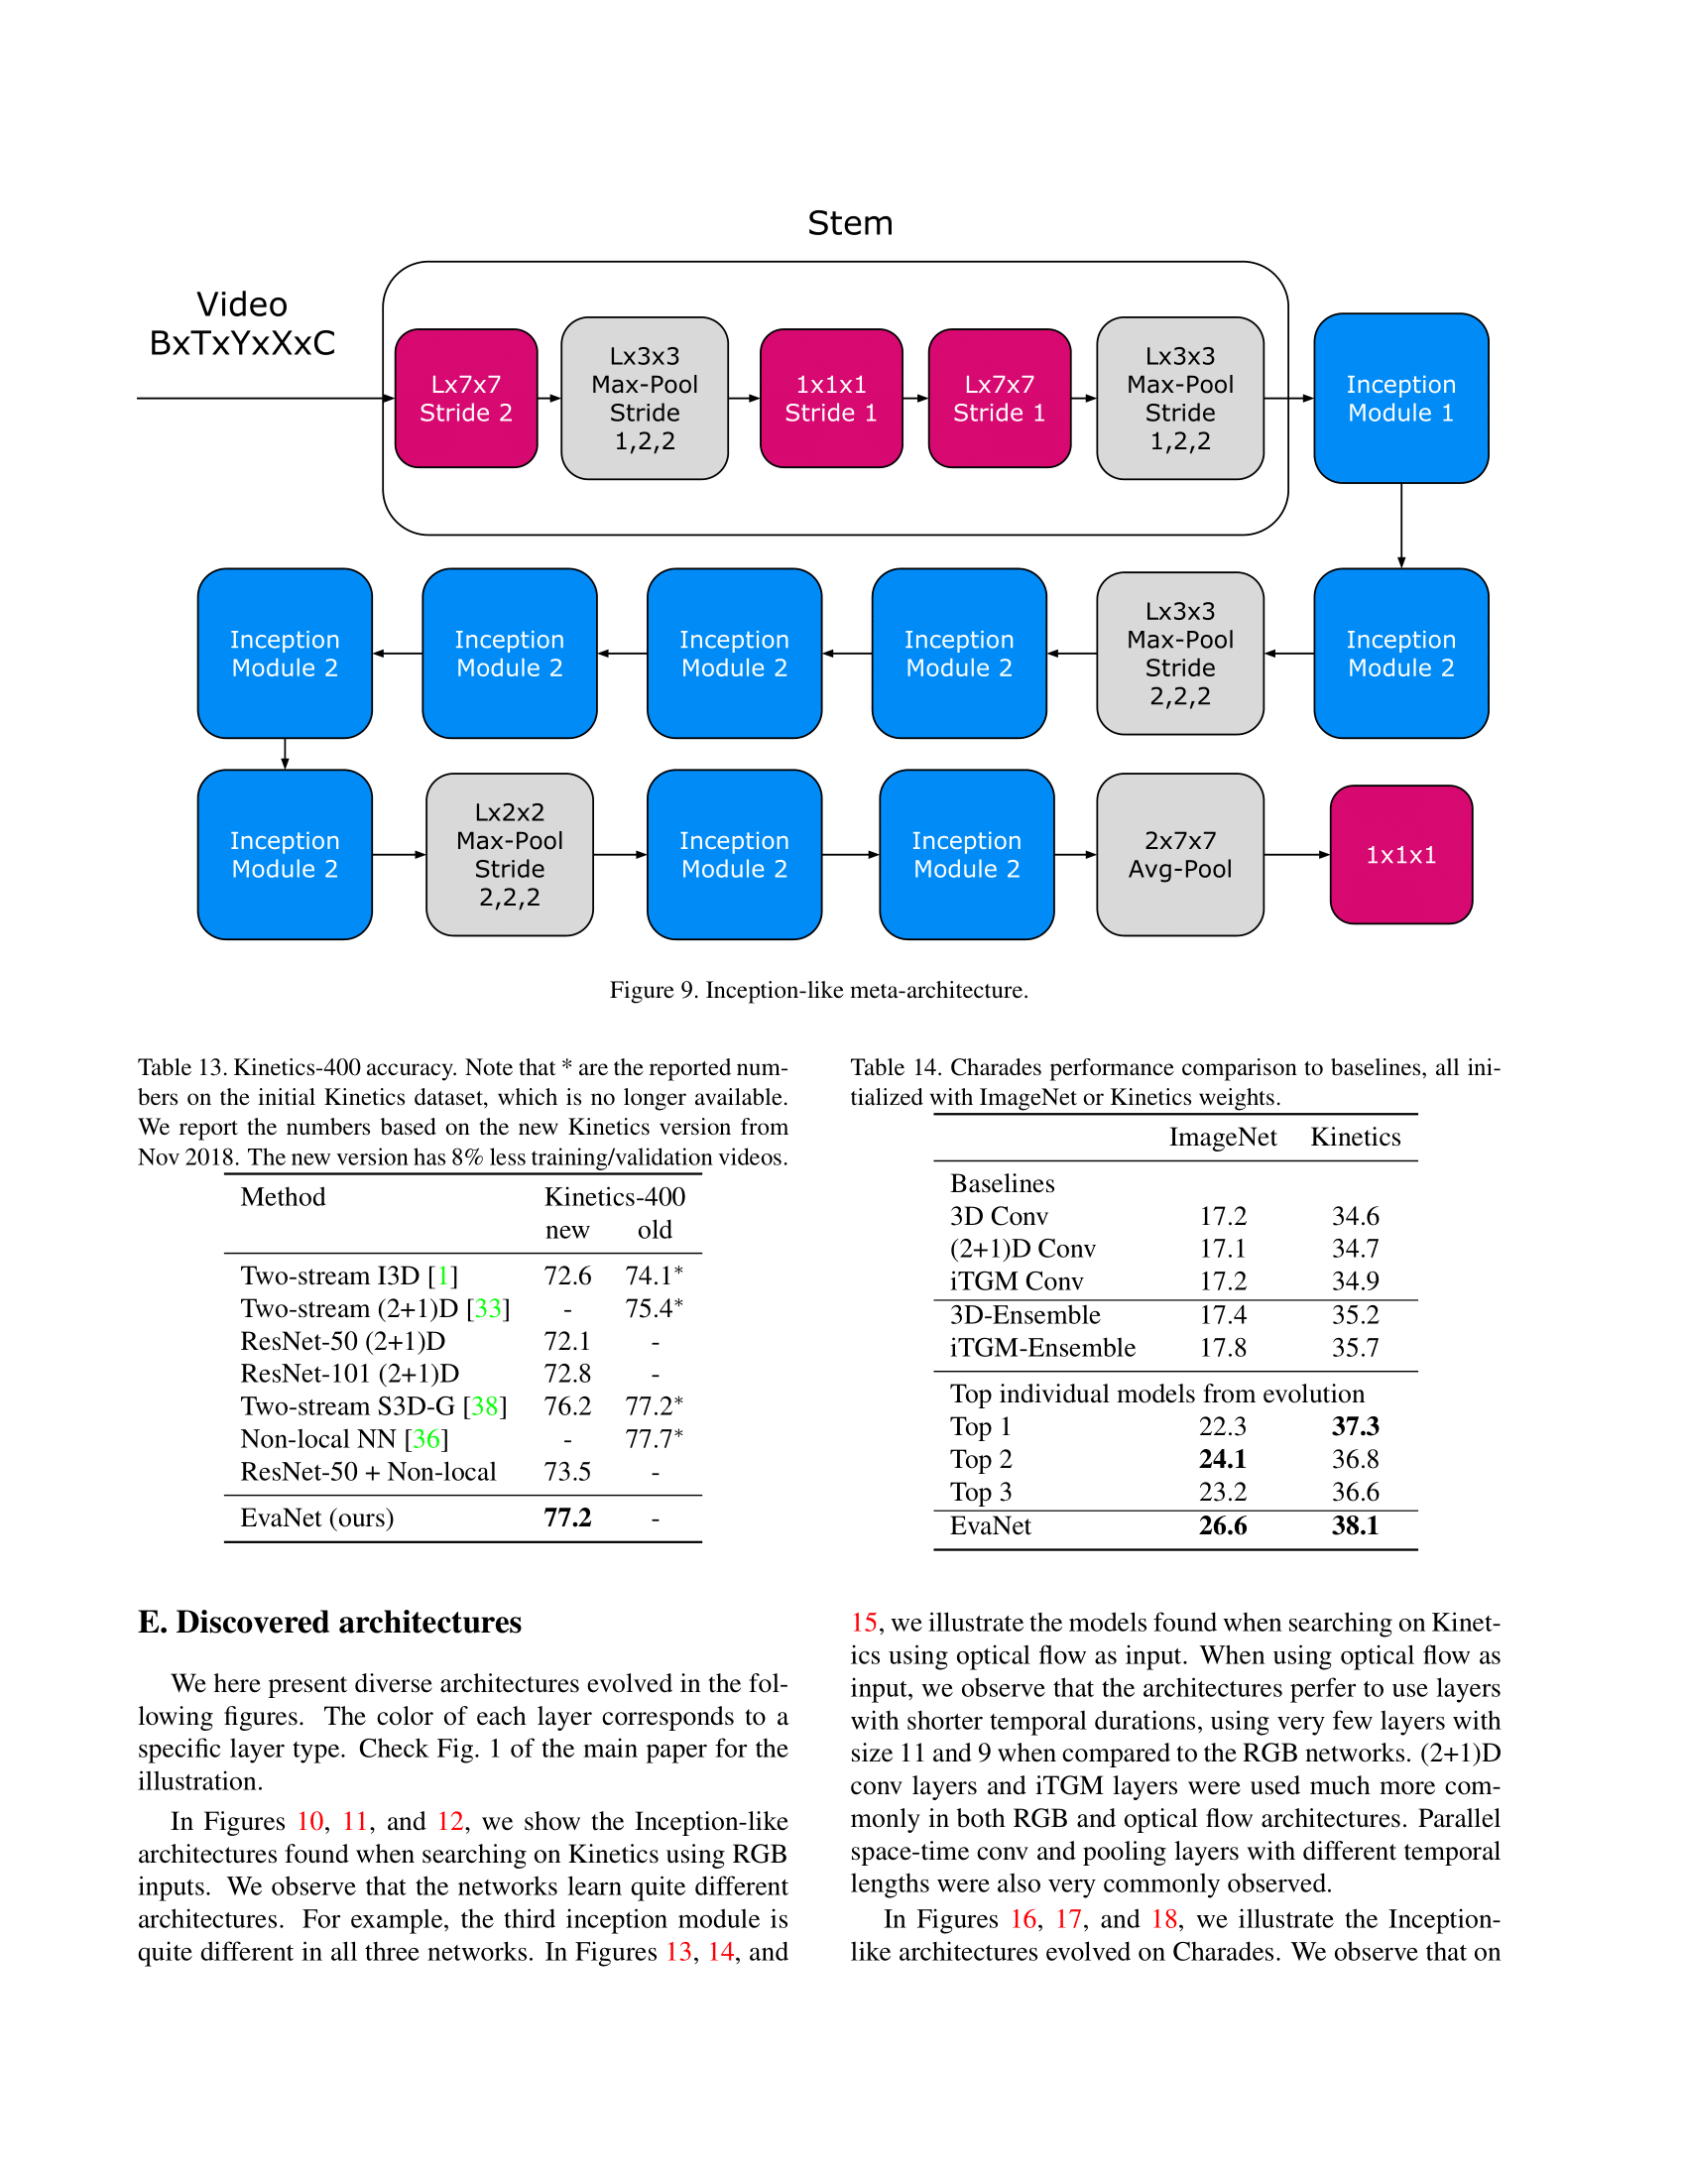 Stem
Video
BxTxYxXxC
Lx7x7
Stride 2
Lx3x3
Max-Pool
Stride
1,2,2
1x1x1
Stride 1
Lx7x7
Stride 1
Lx3x3
Max-Pool
Stride
1,2,2
Inception
Module 1
Inception
Module 2
Lx3x3
Max-Pool
Stride
2,2,2
Inception
Module 2
Inception
Module 2
Inception
Module 2
Inception
Module 2
Inception
Module 2
Lx2x2
Max-Pool
Stride
2,2,2
Inception
Module 2
Inception
Module 2
2x7x7
Avg-Pool
1x1x1
Figure 9. Inception-like meta-architecture.
Table 13. Kinetics-400 accuracy. Note that * are the reported num-
bers on the initial Kinetics dataset, which is no longer available.
We report the numbers based on the new Kinetics version from
Nov 2018. The new version has 8% less training/validation videos.
Method Kinetics-400
new old
Two-stream I3D [1] 72.6 74.1*
Two-stream (2+1)D [33] - 75.4*
ResNet-50 (2+1)D 72.1 -
ResNet-101 (2+1)D 72.8 -
Two-stream S3D-G [38] 76.2 77.2*
Non-local NN [36] - 77.7*
ResNet-50 + Non-local 73.5 -
EvaNet (ours) 77.2 -
Table 14. Charades performance comparison to baselines, all ini-
tialized with ImageNet or Kinetics weights.
ImageNet Kinetics
Baselines
3D Conv 17.2 34.6
(2+1)D Conv 17.1 34.7
iTGM Conv 17.2 34.9
3D-Ensemble 17.4 35.2
iTGM-Ensemble 17.8 35.7
Top individual models from evolution
Top 1 22.3 37.3
Top 2 24.1 36.8
Top 3 23.2 36.6
EvaNet 26.6 38.1
E. Discovered architectures
We here present diverse architectures evolved in the fol-
lowing figures. The color of each layer corresponds to a
specific layer type. Check Fig. 1 of the main paper for the
illustration.
In Figures 10, 11, and 12, we show the Inception-like
architectures found when searching on Kinetics using RGB
inputs. We observe that the networks learn quite different
architectures. For example, the third inception module is
quite different in all three networks. In Figures 13, 14, and
15, we illustrate the models found when searching on Kinet-
ics using optical flow as input. When using optical flow as
input, we observe that the architectures perfer to use layers
with shorter temporal durations, using very few layers with
size 11 and 9 when compared to the RGB networks. (2+1)D
conv layers and iTGM layers were used much more com-
monly in both RGB and optical flow architectures. Parallel
space-time conv and pooling layers with different temporal
lengths were also very commonly observed.
In Figures 16, 17, and 18, we illustrate the Inception-
like architectures evolved on Charades. We observe that on